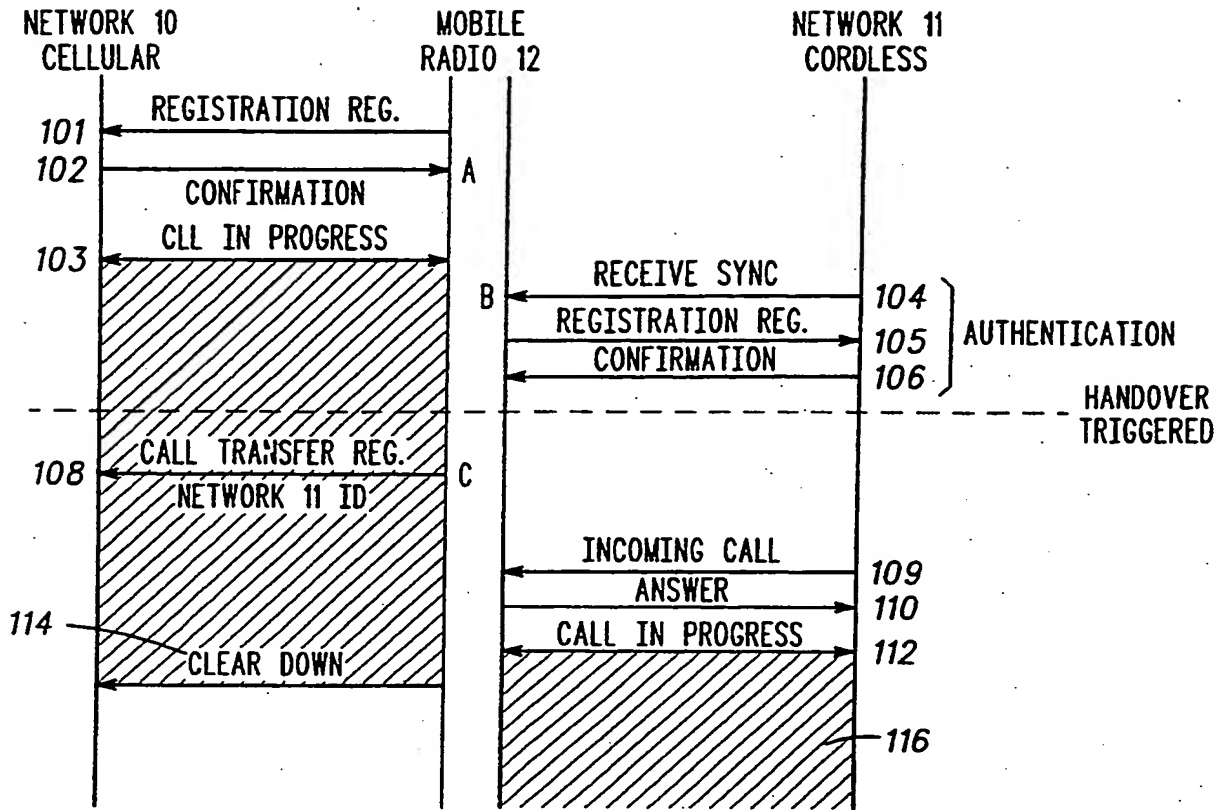 NETWORK 10
CELLULAR
MOBILE
RADIO 12
NETWORK 11
CORDLESS
REGISTRATION REG.
101
102
A
CONFIRMATION
CLL IN PROGRESS
103
RECEIVE SYNC
B
104
REGISTRATION REG.
105
AUTHENTICATION
CONFIRMATION
106
HANDOVER
TRIGGERED
CALL TRANSFER REG.
108
C
NETWORK 11 ID
INCOMING CALL
109
ANSWER
110
114
CALL IN PROGRESS
112
CLEAR DOWN
116